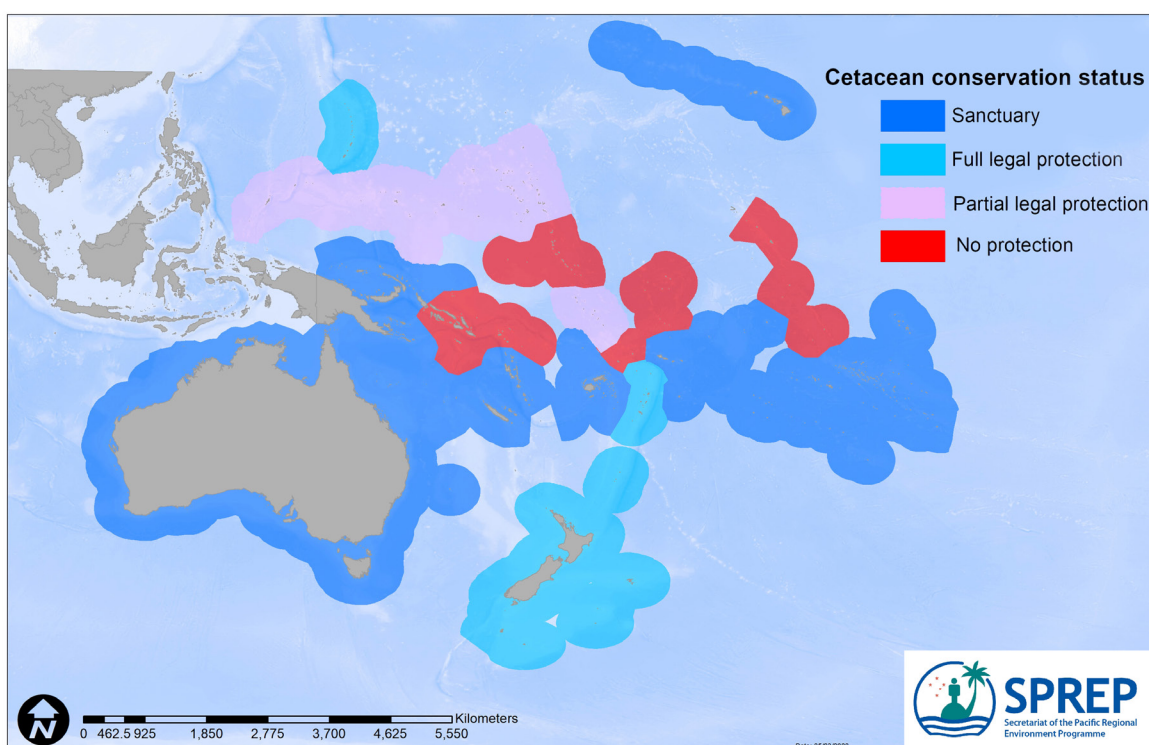 Cetacean conservation status
Sanctuary
Full legal protection
Partial legal protection
No protection
N
Kilometers
0 462.5 925 1,850 2,775 3,700 4,625 5,550
SPREP
Secretariat of the Pacific Regional
Environment Programme